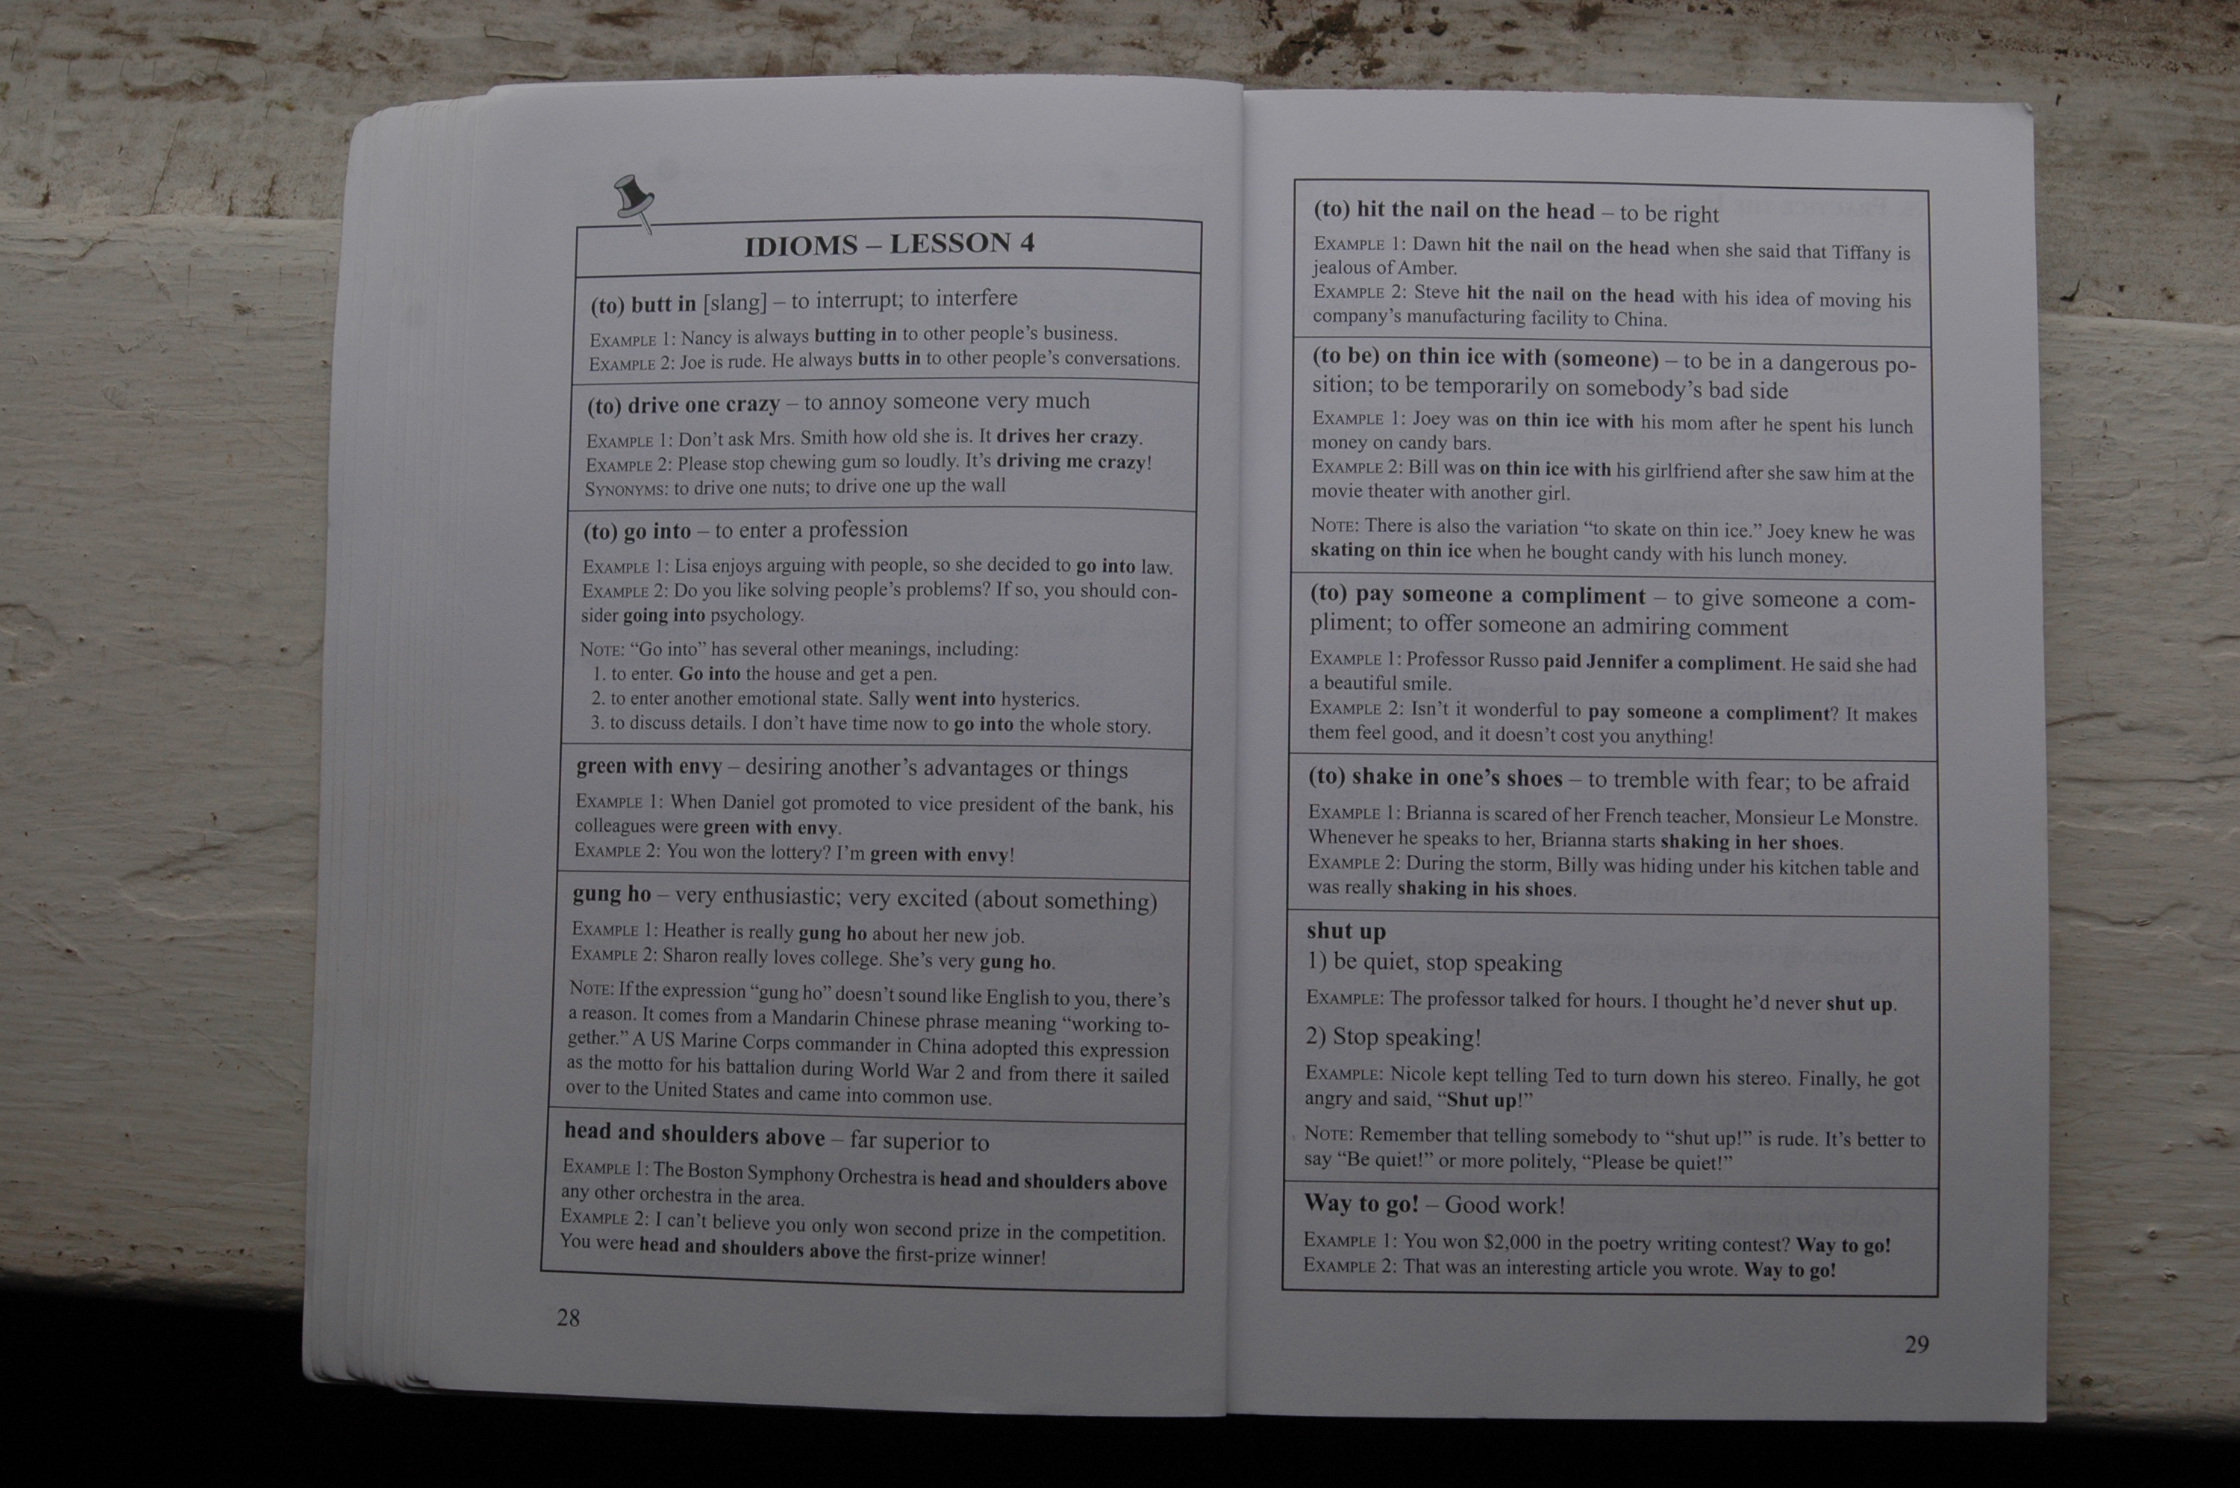 IDIOMS – LESSON 4
(to) butt in [slang] – to interrupt; to interfere
EXAMPLE 1: Nancy is always butting in to other people's business.
EXAMPLE 2: Joe is rude. He always butts in to other people's conversations.
(to) drive one crazy – to annoy someone very much
EXAMPLE 1: Don't ask Mrs. Smith how old she is. It drives her crazy.
EXAMPLE 2: Please stop chewing gum so loudly. It's driving me crazy!
SYNONYMS: to drive one nuts; to drive one up the wall
(to) go into – to enter a profession
EXAMPLE 1: Lisa enjoys arguing with people, so she decided to go into law.
EXAMPLE 2: Do you like solving people's problems? If so, you should con-
sider going into psychology.
NOTE: "Go into" has several other meanings, including:
1. to enter. Go into the house and get a pen.
2. to enter another emotional state. Sally went into hysterics.
3. to discuss details. I don't have time now to go into the whole story.
green with envy – desiring another's advantages or things
EXAMPLE 1: When Daniel got promoted to vice president of the bank, his
colleagues were green with envy.
EXAMPLE 2: You won the lottery? I'm green with envy!
gung ho – very enthusiastic; very excited (about something)
EXAMPLE 1: Heather is really gung ho about her new job.
EXAMPLE 2: Sharon really loves college. She's very gung ho.
NOTE: If the expression "gung ho" doesn't sound like English to you, there's
a reason. It comes from a Mandarin Chinese phrase meaning "working to-
gether." A US Marine Corps commander in China adopted this expression
as the motto for his battalion during World War 2 and from there it sailed
over to the United States and came into common use.
head and shoulders above – far superior to
EXAMPLE 1: The Boston Symphony Orchestra is head and shoulders above
any other orchestra in the area.
EXAMPLE 2: I can't believe you only won second prize in the competition.
You were head and shoulders above the first-prize winner!
28
(to) hit the nail on the head – to be right
EXAMPLE 1: Dawn hit the nail on the head when she said that Tiffany is
jealous of Amber.
EXAMPLE 2: Steve hit the nail on the head with his idea of moving his
company's manufacturing facility to China.
(to be) on thin ice with (someone) – to be in a dangerous po-
sition; to be temporarily on somebody's bad side
EXAMPLE 1: Joey was on thin ice with his mom after he spent his lunch
money on candy bars.
EXAMPLE 2: Bill was on thin ice with his girlfriend after she saw him at the
movie theater with another girl.
NOTE: There is also the variation "to skate on thin ice." Joey knew he was
skating on thin ice when he bought candy with his lunch money.
(to) pay someone a compliment – to give someone a com-
pliment; to offer someone an admiring comment
EXAMPLE 1: Professor Russo paid Jennifer a compliment. He said she had
a beautiful smile.
EXAMPLE 2: Isn't it wonderful to pay someone a compliment? It makes
them feel good, and it doesn't cost you anything!
(to) shake in one's shoes – to tremble with fear; to be afraid
EXAMPLE 1: Brianna is scared of her French teacher, Monsieur Le Monstre.
Whenever he speaks to her, Brianna starts shaking in her shoes.
EXAMPLE 2: During the storm, Billy was hiding under his kitchen table and
was really shaking in his shoes.
shut up
1) be quiet, stop speaking
EXAMPLE: The professor talked for hours. I thought he'd never shut up.
2) Stop speaking!
EXAMPLE: Nicole kept telling Ted to turn down his stereo. Finally, he got
angry and said, "Shut up!"
NOTE: Remember that telling somebody to "shut up!" is rude. It's better to
say "Be quiet!" or more politely, "Please be quiet!"
Way to go! – Good work!
EXAMPLE 1: You won $2,000 in the poetry writing contest? Way to go!
EXAMPLE 2: That was an interesting article you wrote. Way to go!
29